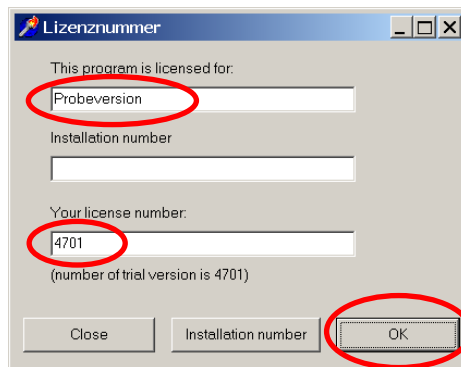 Lizenznummer
This program is licensed for:
Probeversion
Installation number
Your license number:
4701
(number of trial version is 4701)
Close
Installation number
OK